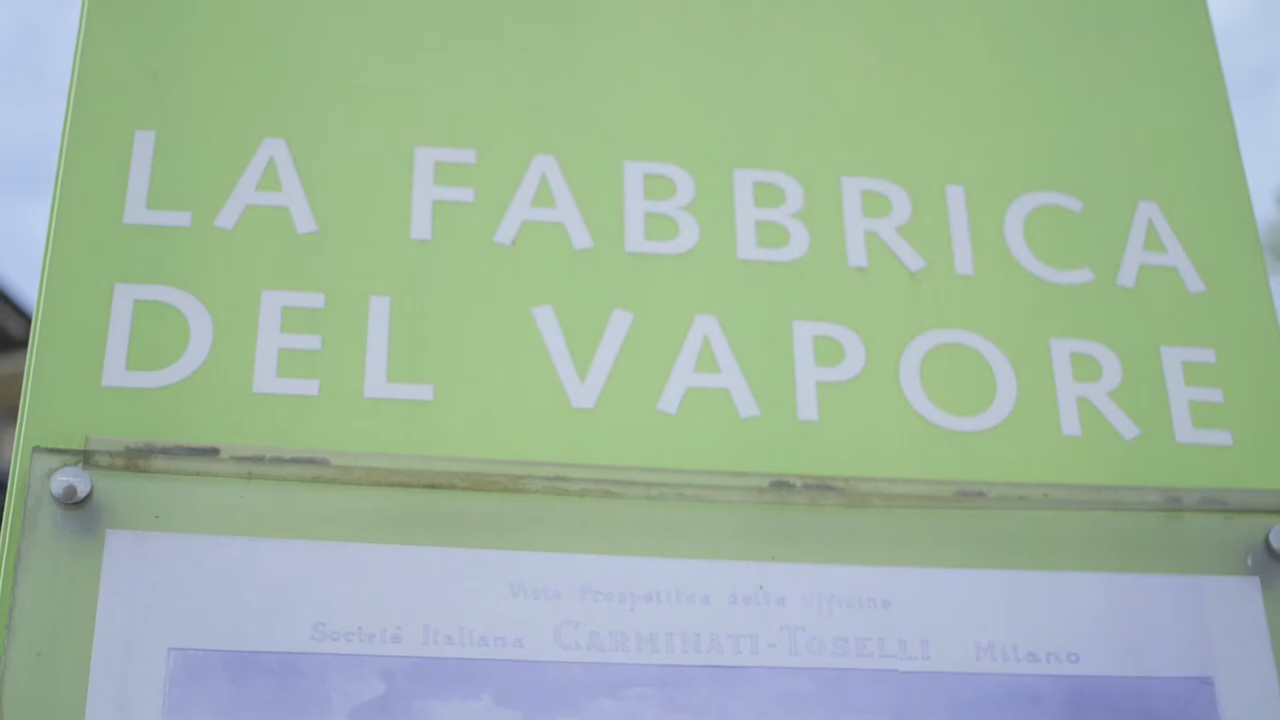 LA FABBRICA
DEL VAPORE
Vista Prospettica delle Officine
Società Italiana CARMINATI-TOSELLI Milano